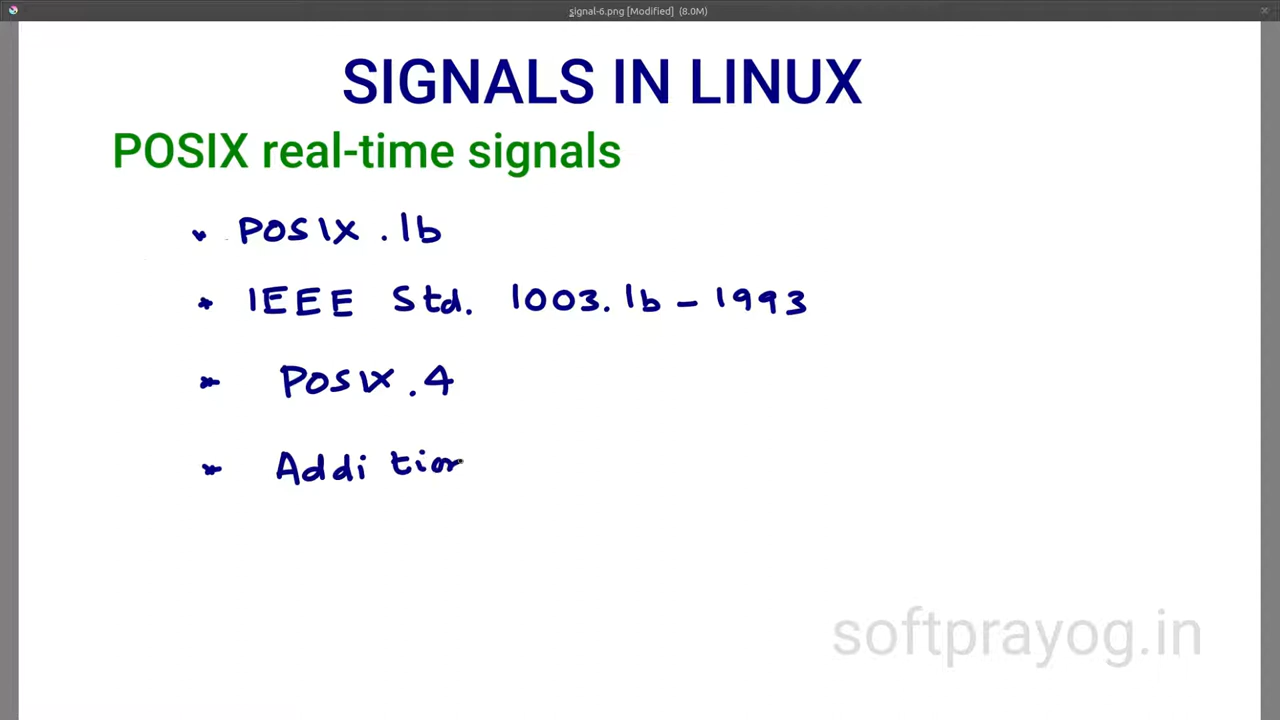 signal-6.png [Modified] (8.0M)
SIGNALS IN LINUX
POSIX real-time signals
* POSIX .1b
* IEEE Std. 1003.1b - 1993
* POSIX .4
* Addition
softprayog.in